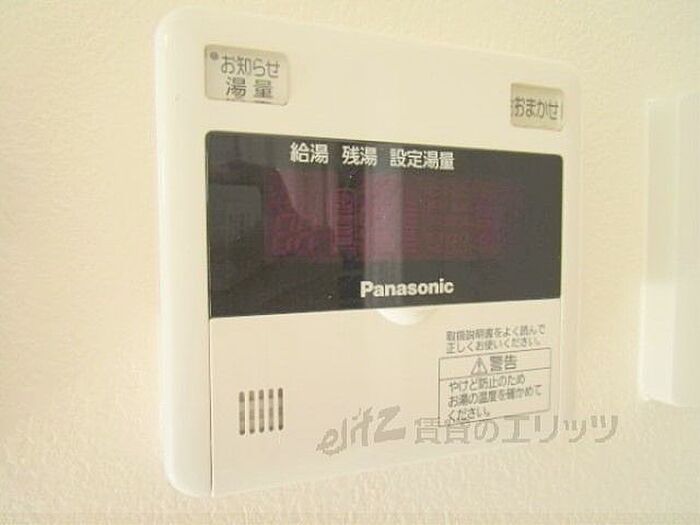 お知らせ
湯量
おまかせ
給湯 残湯 設定湯量
Panasonic
取扱説明書をよく読んで
正しくお使いください。
警告
やけど防止のため
お湯の温度を確かめて
ください。
elitz 賃貸のエリッツ